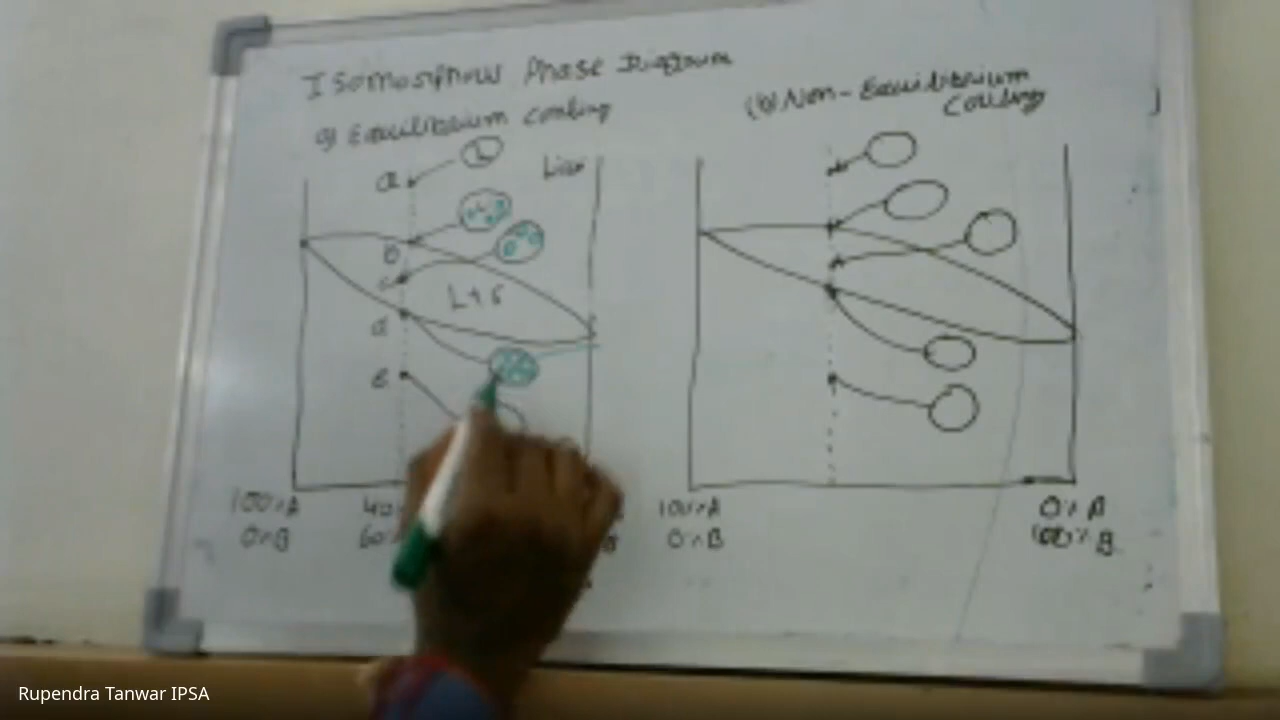 Isomorphous Phase Diagram
a) Equilibrium cooling
(b) Non-Equilibrium
Cooling
a
L
b
c
L+S
d
e
100%A
0%B
40
60
100%A
0%B
0%A
100%B
Rupendra Tanwar IPSA